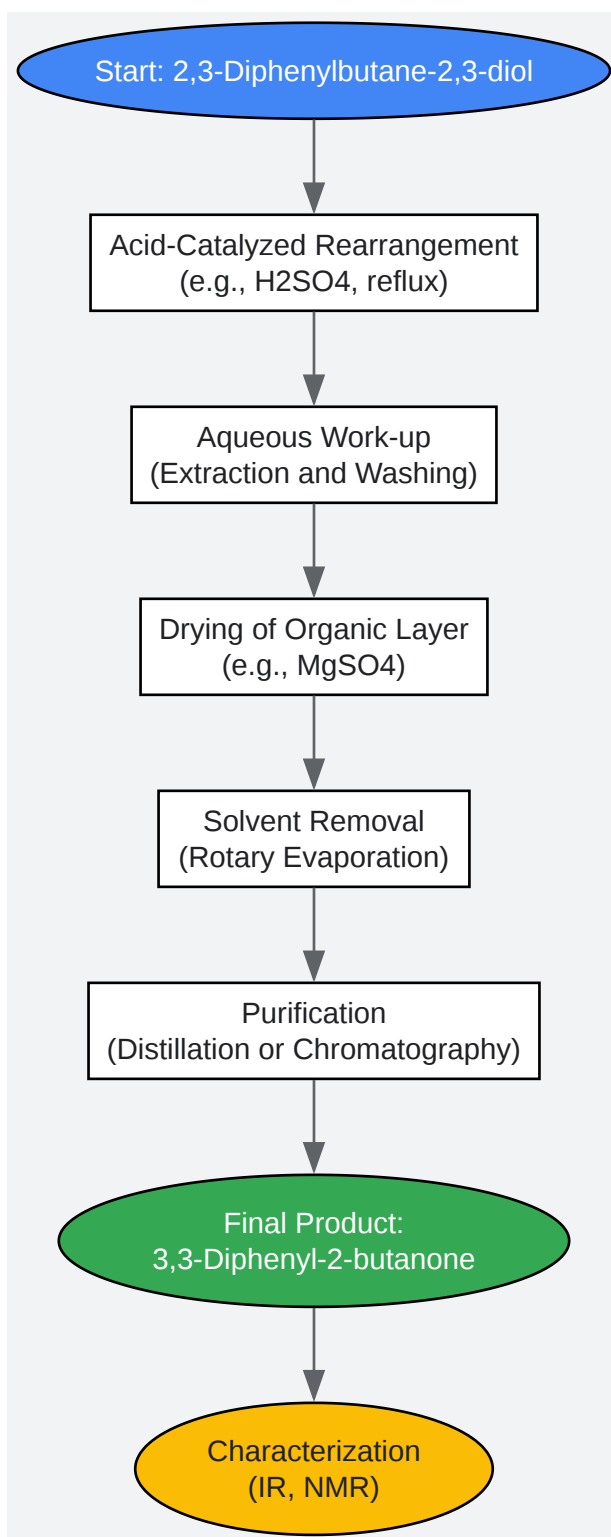 Start: 2,3-Diphenylbutane-2,3-diol
Acid-Catalyzed Rearrangement
(e.g., H2SO4, reflux)
Aqueous Work-up
(Extraction and Washing)
Drying of Organic Layer
(e.g., MgSO4)
Solvent Removal
(Rotary Evaporation)
Purification
(Distillation or Chromatography)
Final Product:
3,3-Diphenyl-2-butanone
Characterization
(IR, NMR)